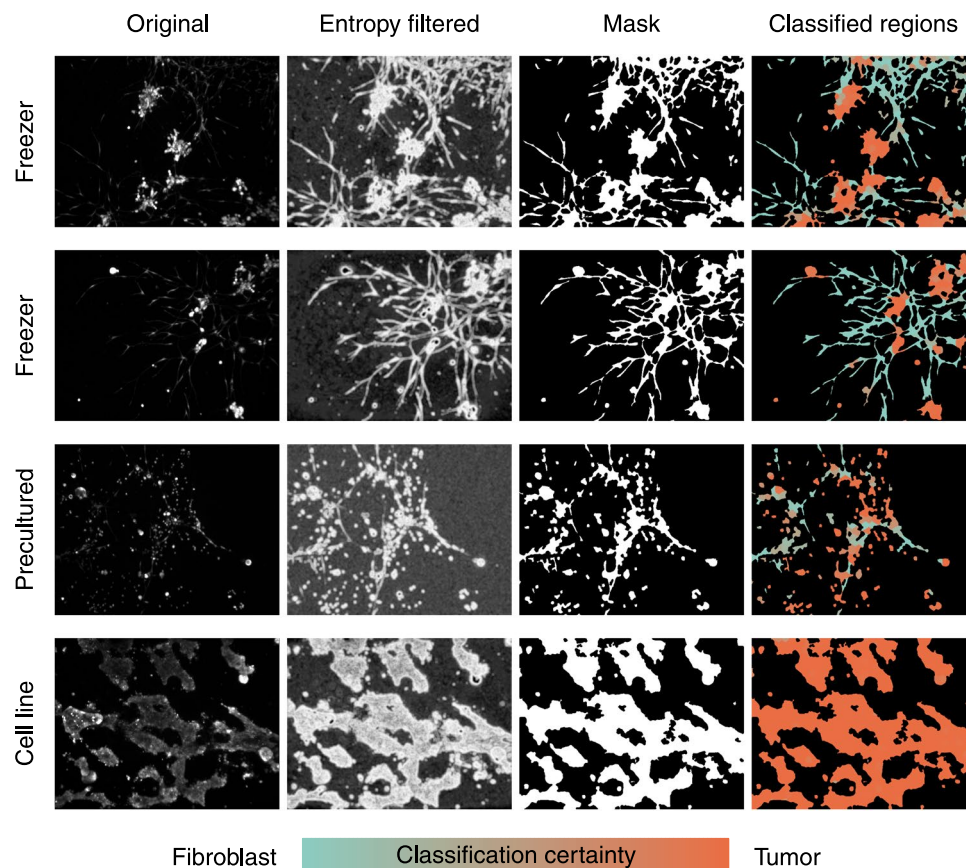 Original Entropy filtered Mask Classified regions
Freezer
Freezer
Precultured
Cell line
Fibroblast Classification certainty Tumor